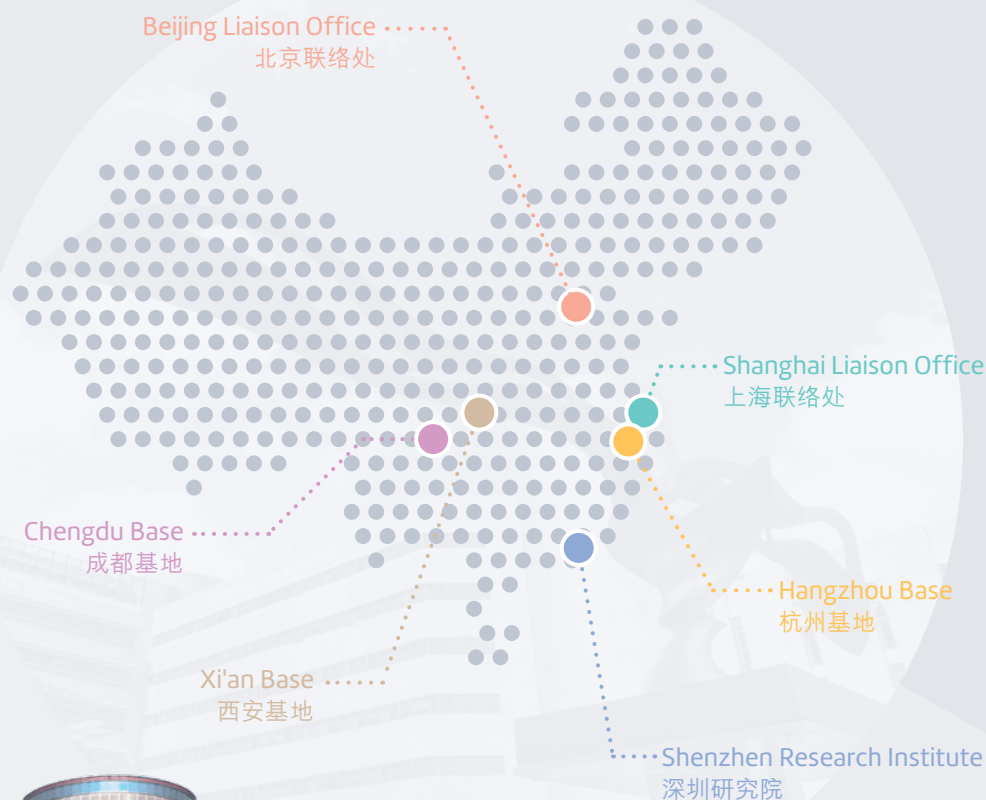 Beijing Liaison Office
北京联络处
Shanghai Liaison Office
上海联络处
Chengdu Base
成都基地
Hangzhou Base
杭州基地
Xi'an Base
西安基地
Shenzhen Research Institute
深圳研究院